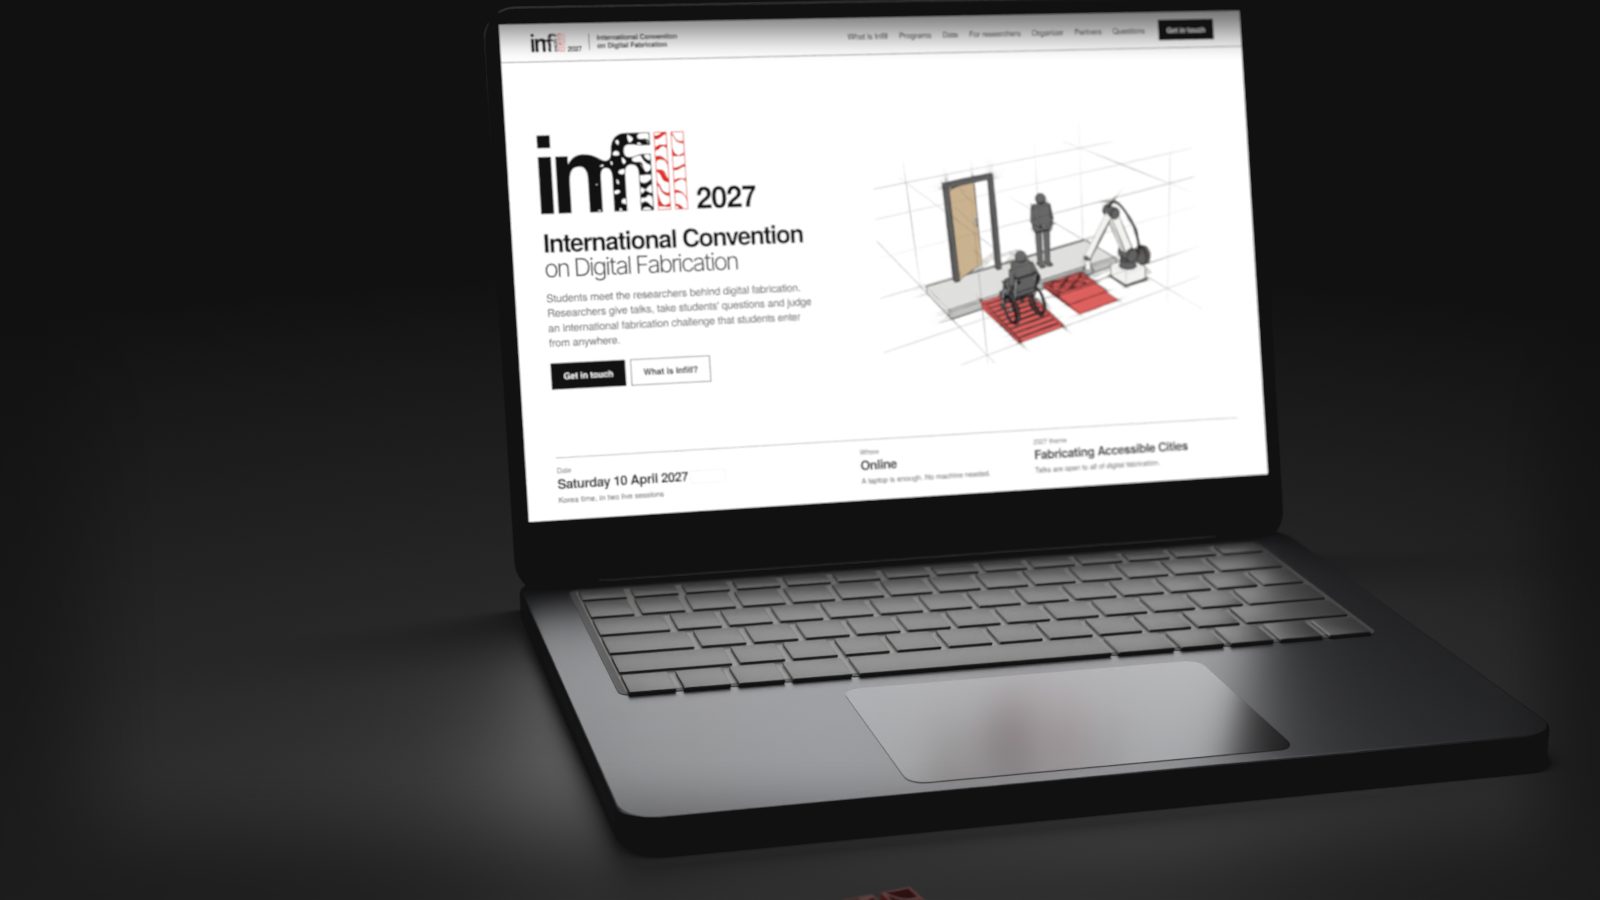 infill 2027
International Convention
on Digital Fabrication
What is Infill Programs Date For researchers Organizer Partners Questions Get in touch
infill 2027
International Convention
on Digital Fabrication
Students meet the researchers behind digital fabrication.
Researchers give talks, take students' questions and judge
an international fabrication challenge that students enter
from anywhere.
Get in touch What is Infill?
Date
Saturday 10 April 2027
Korea time, in two live sessions
Where
Online
A laptop is enough. No machine needed.
2027 theme
Fabricating Accessible Cities
Talks are open to all of digital fabrication.